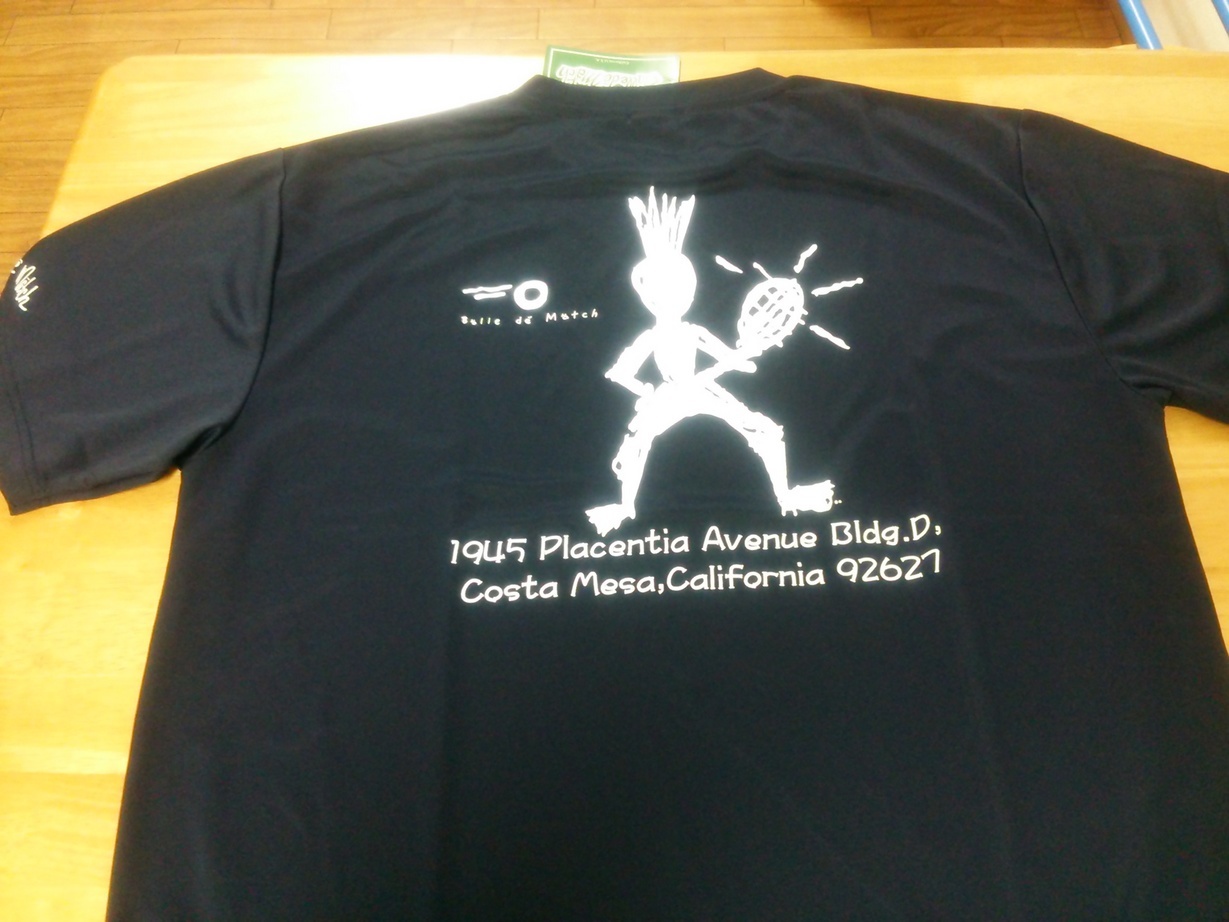 Balle de Match
1945 Placentia Avenue Bldg.D,
Costa Mesa,California 92627